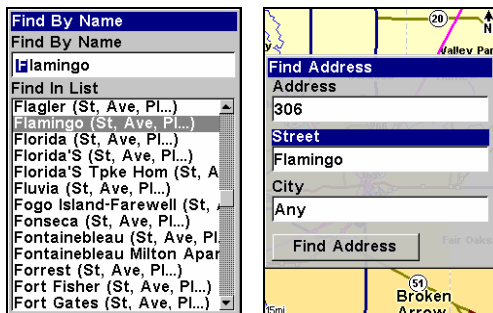 Find By Name
Find By Name
Flamingo
Find In List
Flagler (St, Ave, Pl...)
Flamingo (St, Ave, Pl...)
Florida (St, Ave, Pl...)
Florida'S (St, Ave, Pl...)
Florida'S Tpke Hom (St, A
Fluvia (St, Ave, Pl...)
Fogo Island-Farewell (St,
Fonseca (St, Ave, Pl...)
Fontainebleau (St, Ave, Pl.
Fontainebleau Milton Apar
Forrest (St, Ave, Pl...)
Fort Fisher (St, Ave, Pl...)
Fort Gates (St, Ave, Pl...)
20
N
Valley Par
Find Address
Address
306
Street
Flamingo
City
Any
Find Address
Fair Oaks
51
Broken
Arrow
15mi